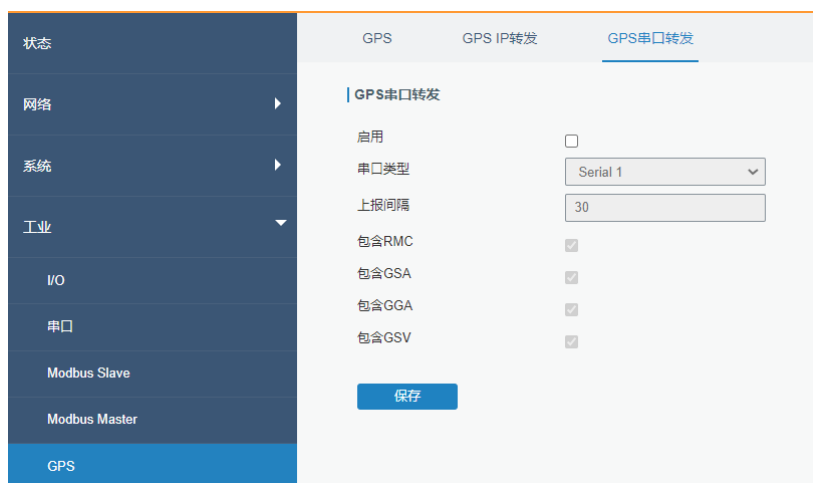 状态
网络
系统
工业
I/O
串口
Modbus Slave
Modbus Master
GPS
GPS GPS IP转发 GPS串口转发
GPS串口转发
启用
串口类型 Serial 1
上报间隔 30
包含RMC
包含GSA
包含GGA
包含GSV
保存